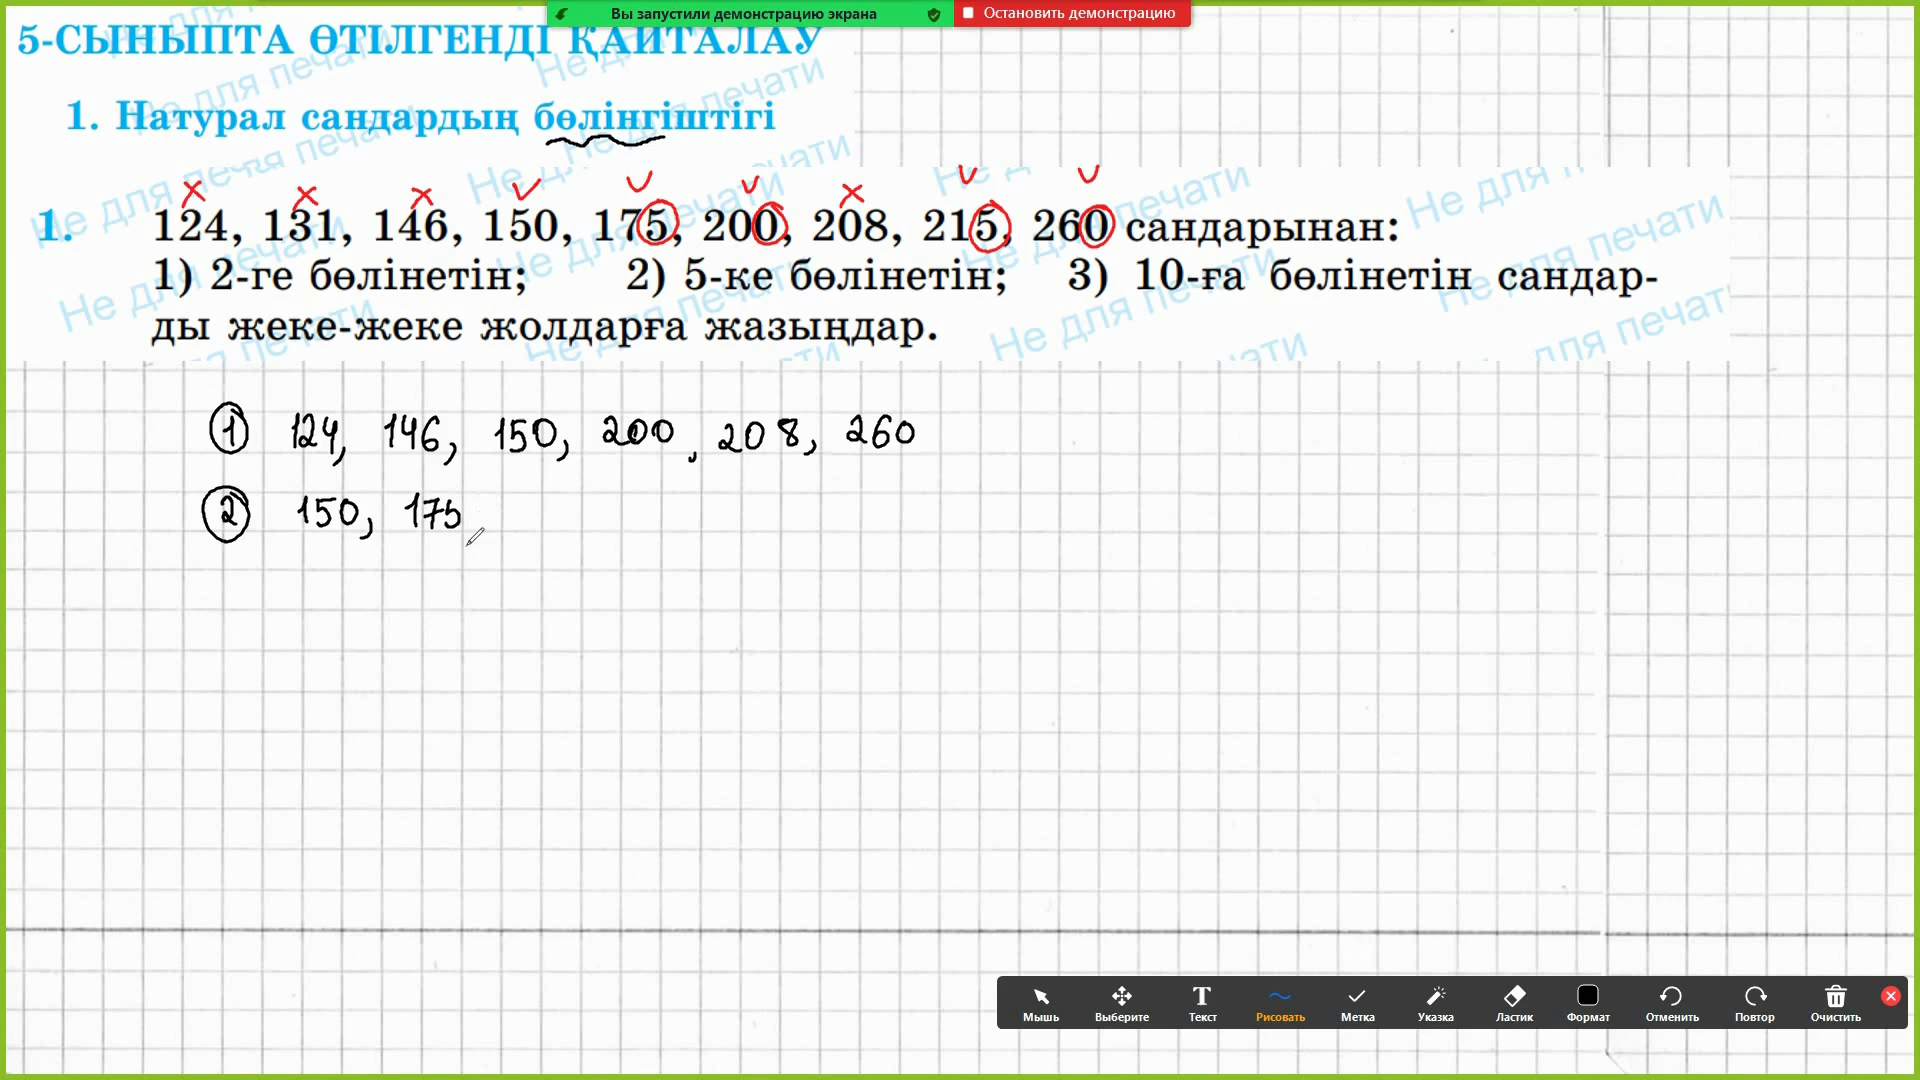 Вы запустили демонстрацию экрана
Остановить демонстрацию
5-СЫНЫПТА ӨТІЛГЕНДІ ҚАЙТАЛАУ
1. Натурал сандардың бөлінгіштігі
1. 124, 131, 146, 150, 175, 200, 208, 215, 260 сандарынан:
1) 2-ге бөлінетін; 2) 5-ке бөлінетін; 3) 10-ға бөлінетін сандар-
ды жеке-жеке жолдарға жазыңдар.
Не для печати
① 124, 146, 150, 200, 208, 260
② 150, 175
Мышь Выберите Текст Рисовать Метка Указка Ластик Формат Отменить Повтор Очистить